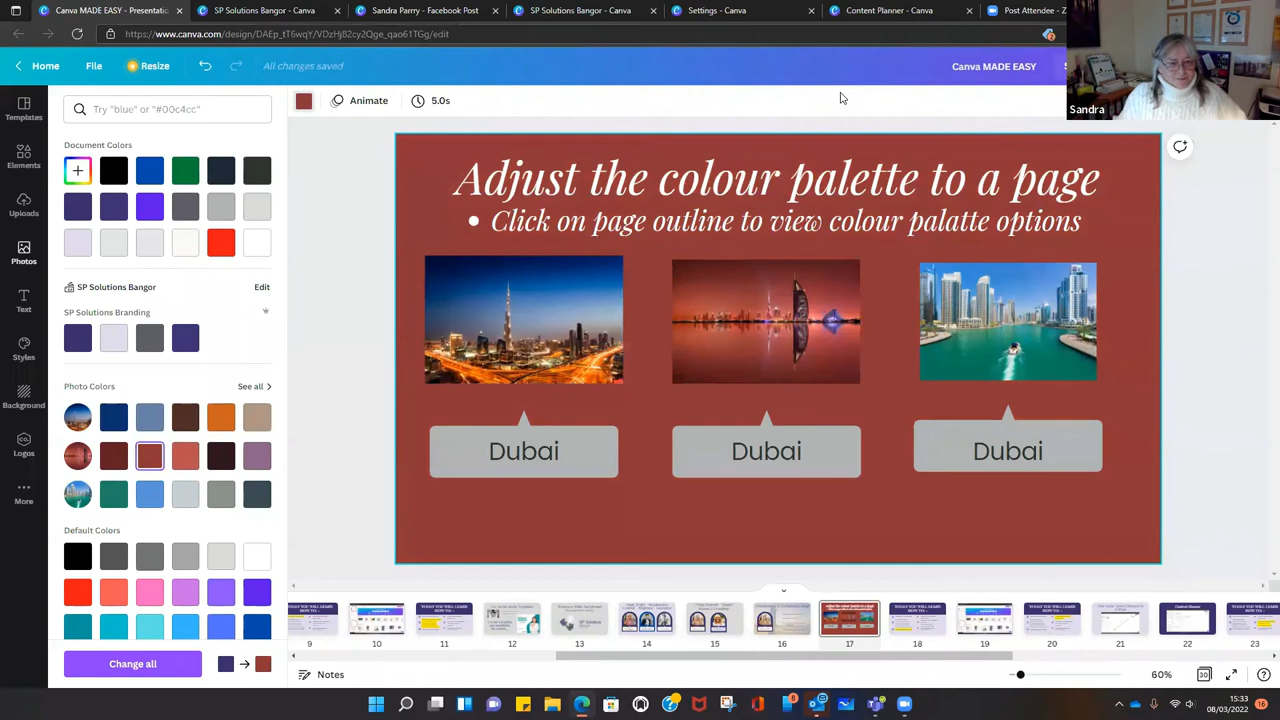 Canva MADE EASY - Presentat
SP Solutions Bangor - Canva
Sandra Parry - Facebook Post
SP Solutions Bangor - Canva
Settings - Canva
Content Planner - Canva
Post Attendee - Z
https://www.canva.com/design/DAEp_tT6wqY/VDzHj82cy2Qge_qao61TGg/edit
Home
File
Resize
All changes saved
Canva MADE EASY
Sandra
Templates
Elements
Uploads
Photos
Text
Styles
Background
Logos
More
Try "blue" or "#00c4cc"
Document Colors
SP Solutions Bangor
Edit
SP Solutions Branding
Photo Colors
See all
Default Colors
Change all
Animate
5.0s
Adjust the colour palette to a page
• Click on page outline to view colour palatte options
Dubai
Dubai
Dubai
9
10
11
12
13
14
15
16
17
18
19
20
21
22
23
Notes
60%
30
15:33
08/03/2022
16